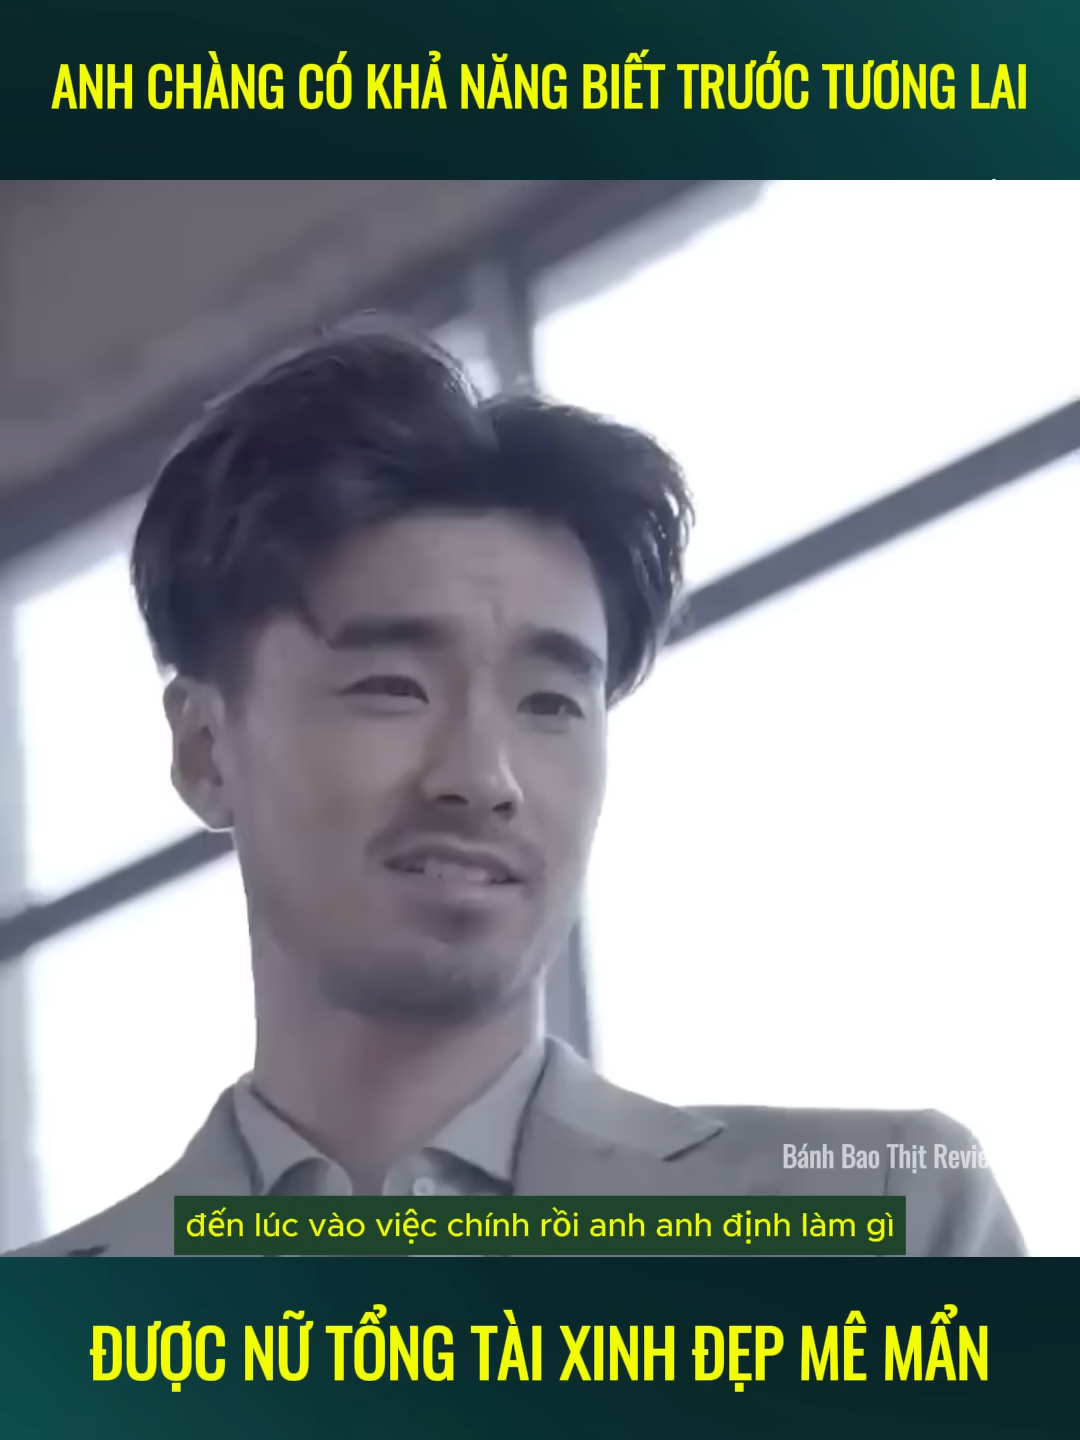 ANH CHÀNG CÓ KHẢ NĂNG BIẾT TRƯỚC TƯƠNG LAI
Bánh Bao Thịt Review
đến lúc vào việc chính rồi anh anh định làm gì
ĐƯỢC NỮ TỔNG TÀI XINH ĐẸP MÊ MẨN